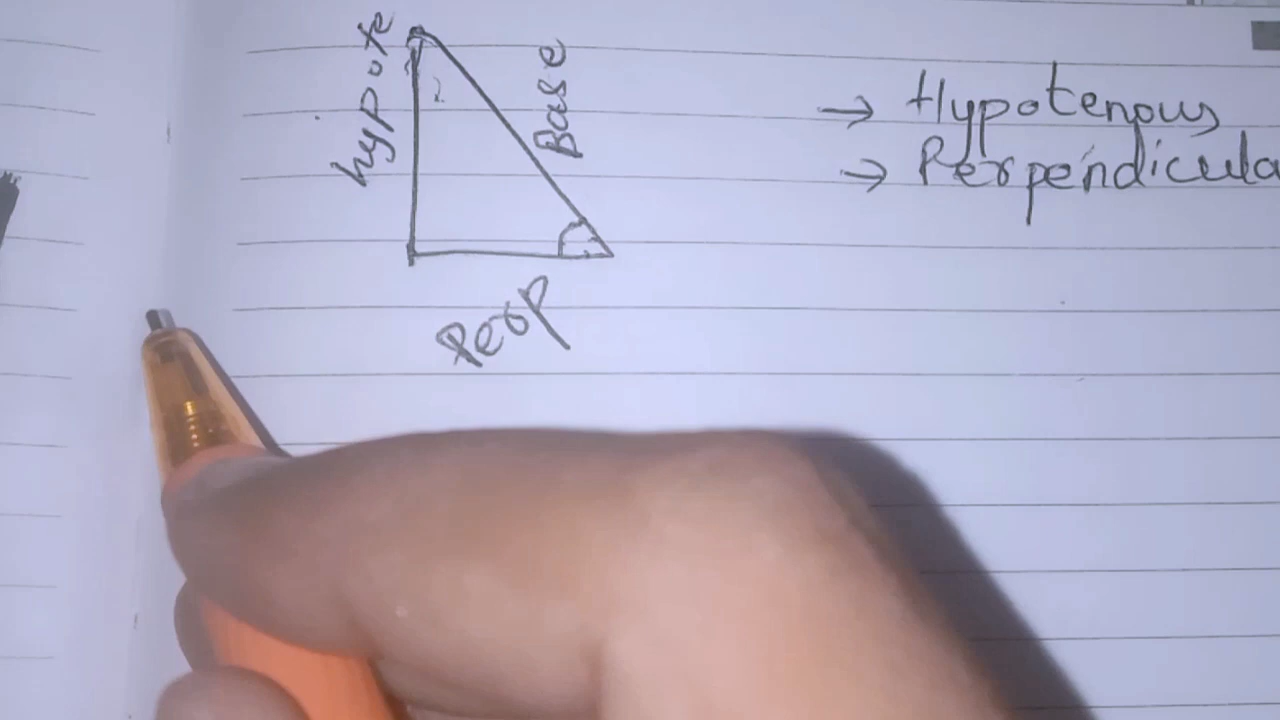 hypote
Base
Perp
→ Hypotenous
→ Perpendicula